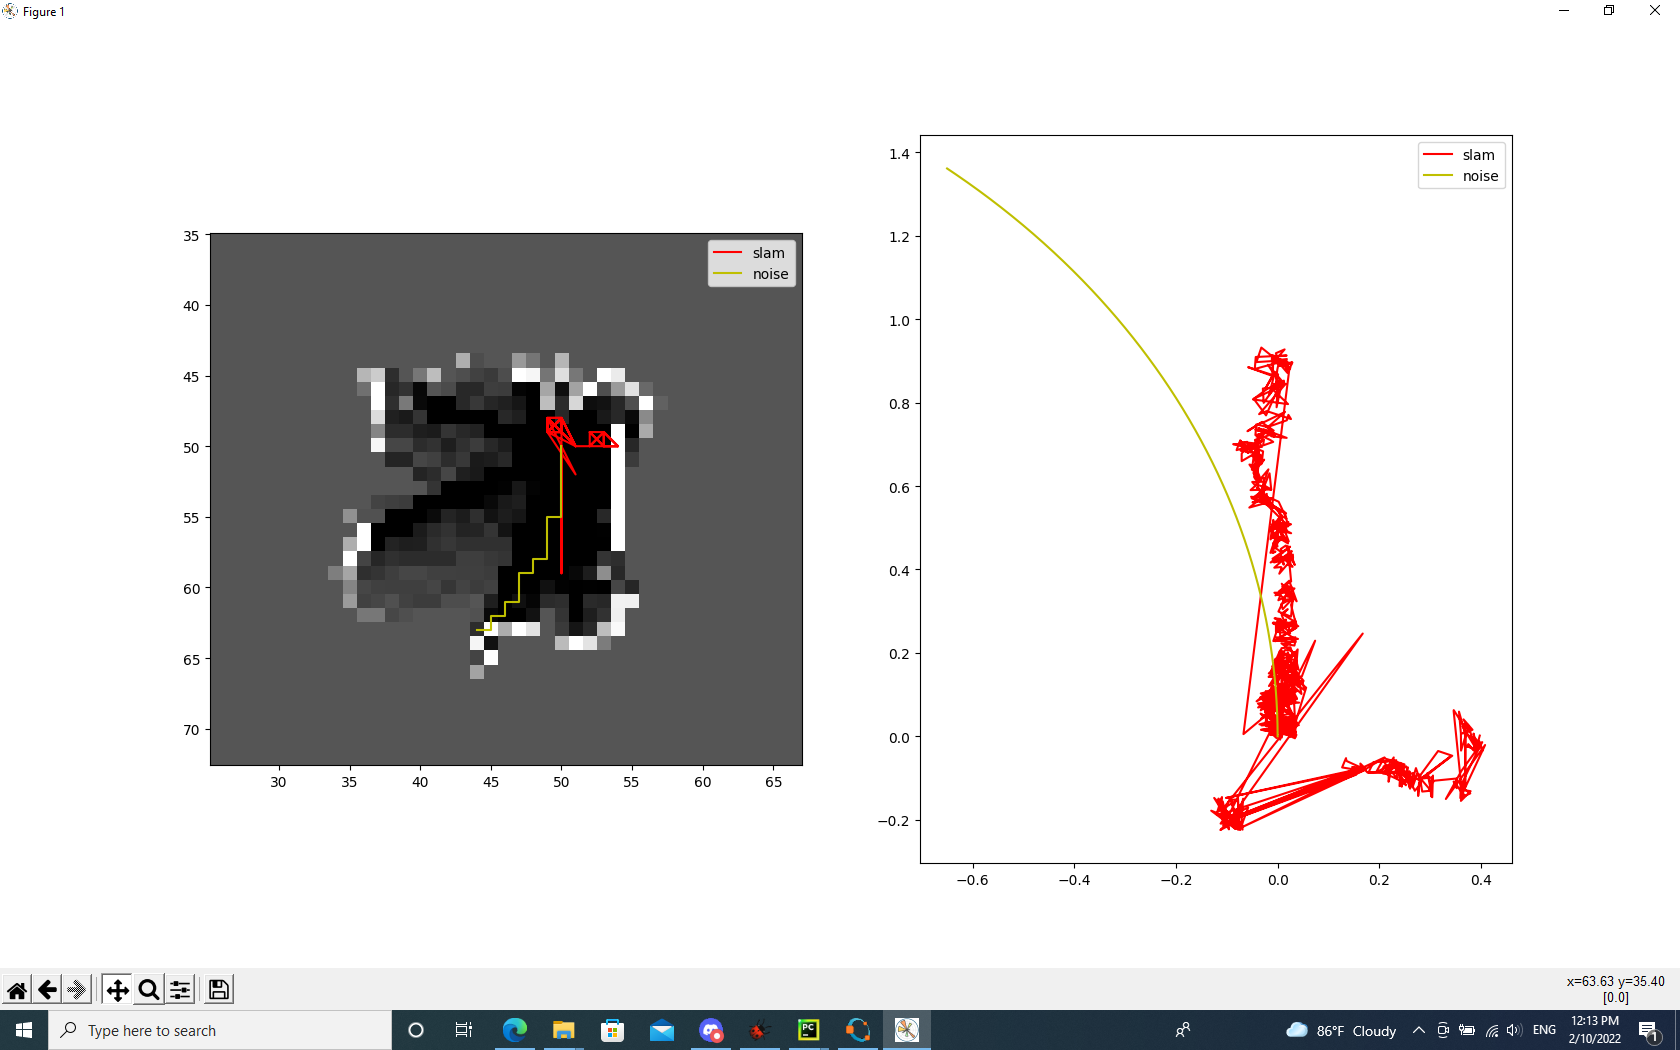 Figure 1
35
40
45
50
55
60
65
70
30 35 40 45 50 55 60 65
slam
noise
1.4
1.2
1.0
0.8
0.6
0.4
0.2
0.0
−0.2
−0.6 −0.4 −0.2 0.0 0.2 0.4
slam
noise
x=63.63 y=35.40
[0.0]
Type here to search
PC
86°F Cloudy
ENG
12:13 PM
2/10/2022
1